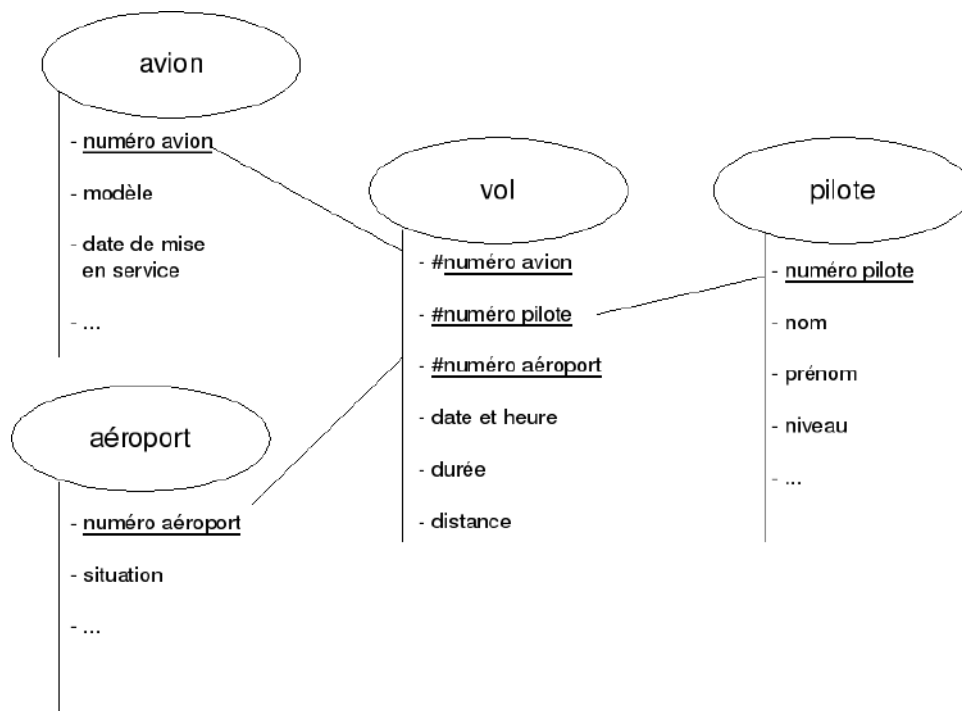 avion
- numéro avion
- modèle
- date de mise
en service
- ...
aéroport
- numéro aéroport
- situation
- ...
vol
- #numéro avion
- #numéro pilote
- #numéro aéroport
- date et heure
- durée
- distance
pilote
- numéro pilote
- nom
- prénom
- niveau
- ...